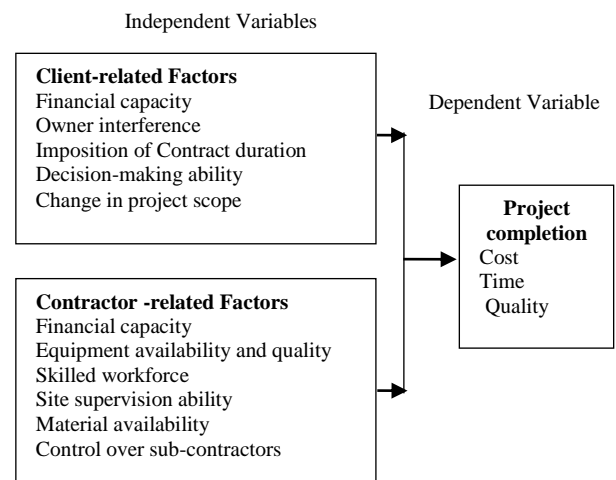 Independent Variables
Client-related Factors
Financial capacity
Owner interference
Imposition of Contract duration
Decision-making ability
Change in project scope
Contractor -related Factors
Financial capacity
Equipment availability and quality
Skilled workforce
Site supervision ability
Material availability
Control over sub-contractors
Dependent Variable
Project
completion
Cost
Time
Quality